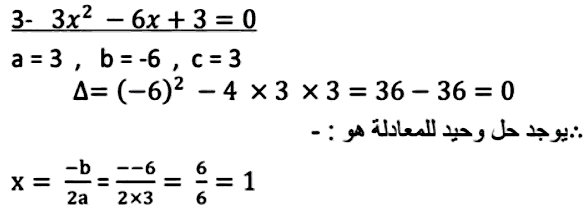 3- 3x² − 6x + 3 = 0
a = 3 , b = -6 , c = 3
Δ= (−6)² − 4 × 3 × 3 = 36 − 36 = 0
∴يوجد حل وحيد للمعادلة هو : -
x = −b/2a = −−6/2×3 = 6/6 = 1